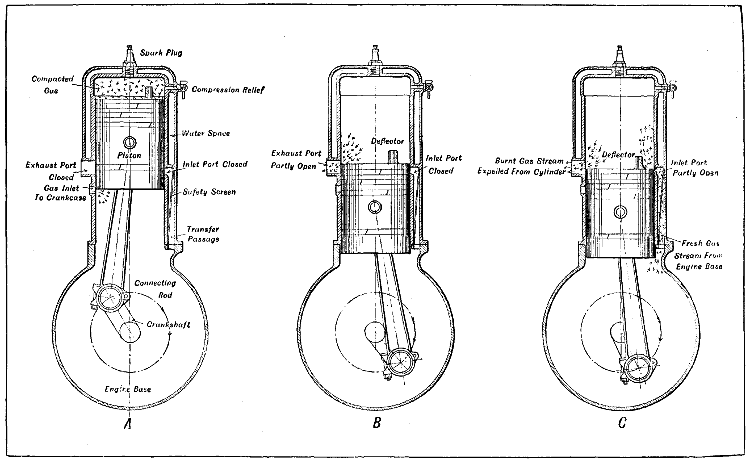 Spark Plug
Compacted
Gas
Compression Relief
Water Space
Piston
Exhaust Port
Closed
Inlet Port Closed
Gas Inlet
To Crankcase
Safety Screen
Transfer
Passage
Connecting
Rod
Crankshaft
Engine Base
A
Exhaust Port
Partly Open
Deflector
Inlet Port
Closed
B
Burnt Gas Stream
Expelled From Cylinder
Deflector
Inlet Port
Partly Open
Fresh Gas
Stream From
Engine Base
C